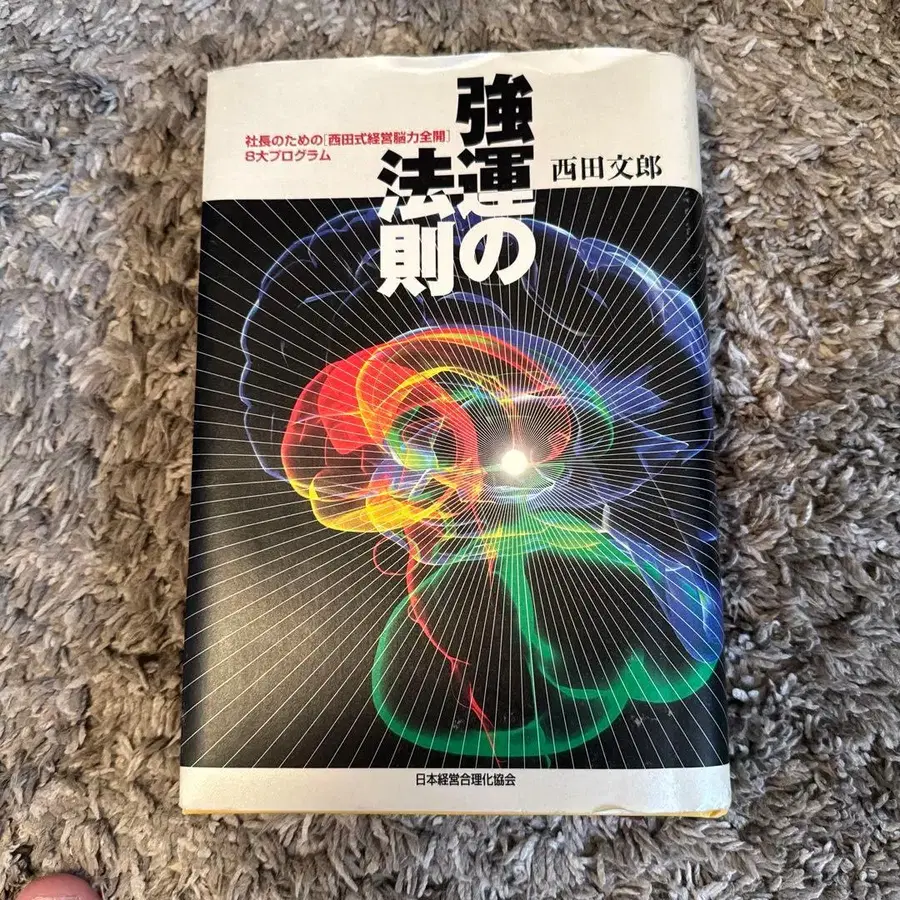 強運の
法則
社長のための[西田式経営脳力全開]
8大プログラム
西田文郎
日本経営合理化協会